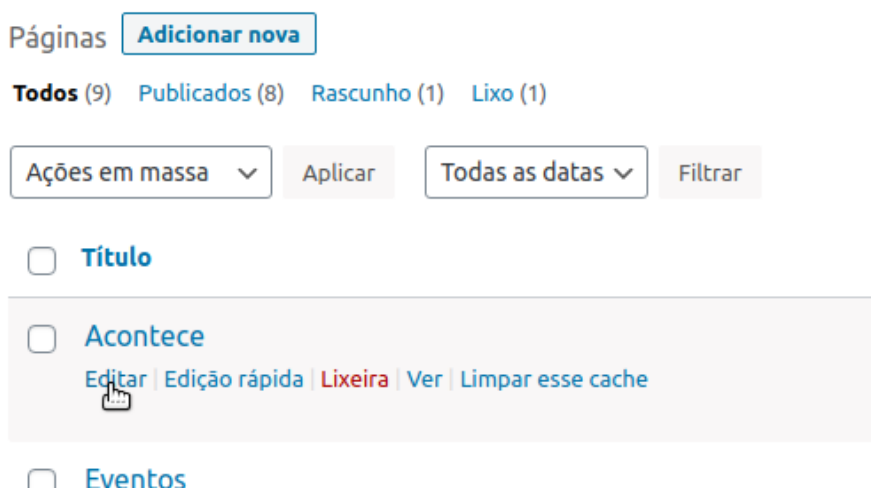 Páginas Adicionar nova
Todos (9) Publicados (8) Rascunho (1) Lixo (1)
Ações em massa Aplicar Todas as datas Filtrar
Título
Acontece
Editar | Edição rápida | Lixeira | Ver | Limpar esse cache
Eventos